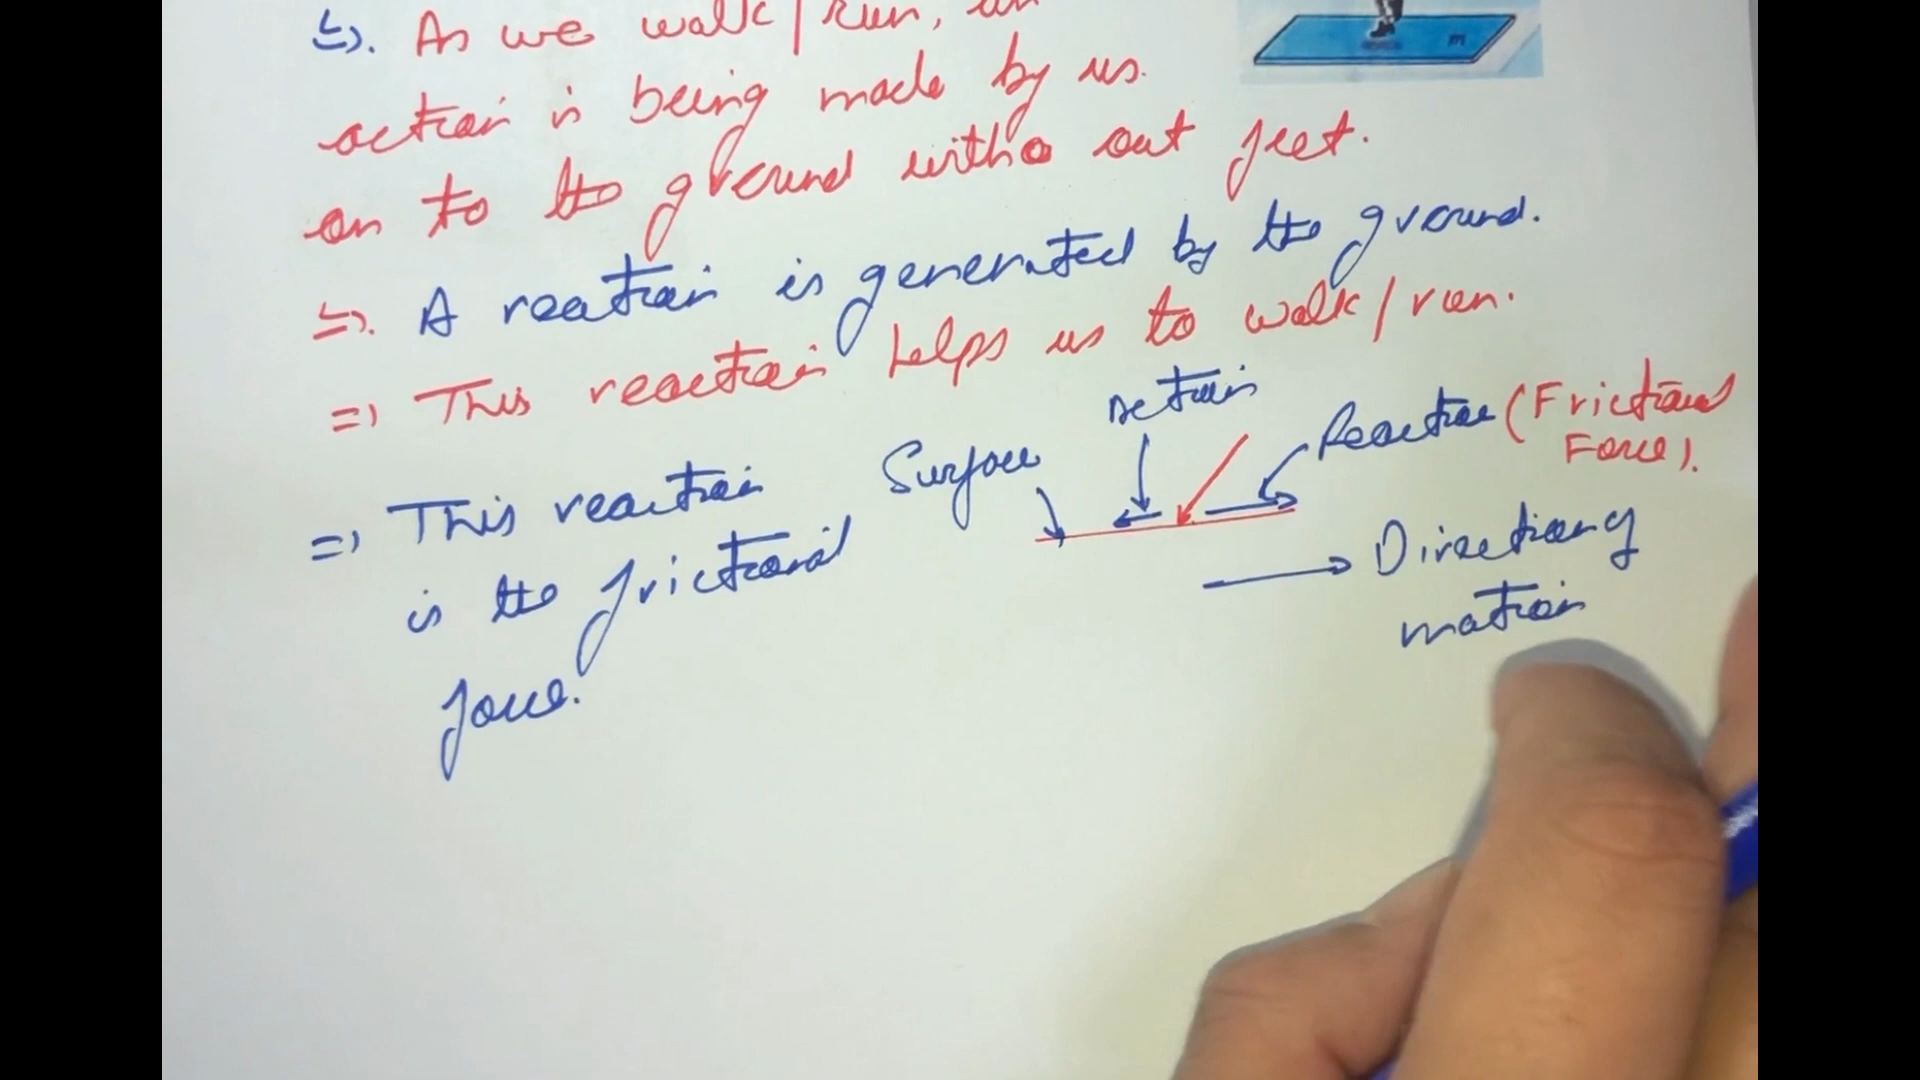 =>. As we walk/run, an
action is being made by us.
on to the ground with out feet.
=>. A reation is generated by the ground.
=> This reaction helps us to walk/run.
Action
Reaction (Frictional
Force).
Surface
=> This reaction
is the frictional
force.
Direction of
motion